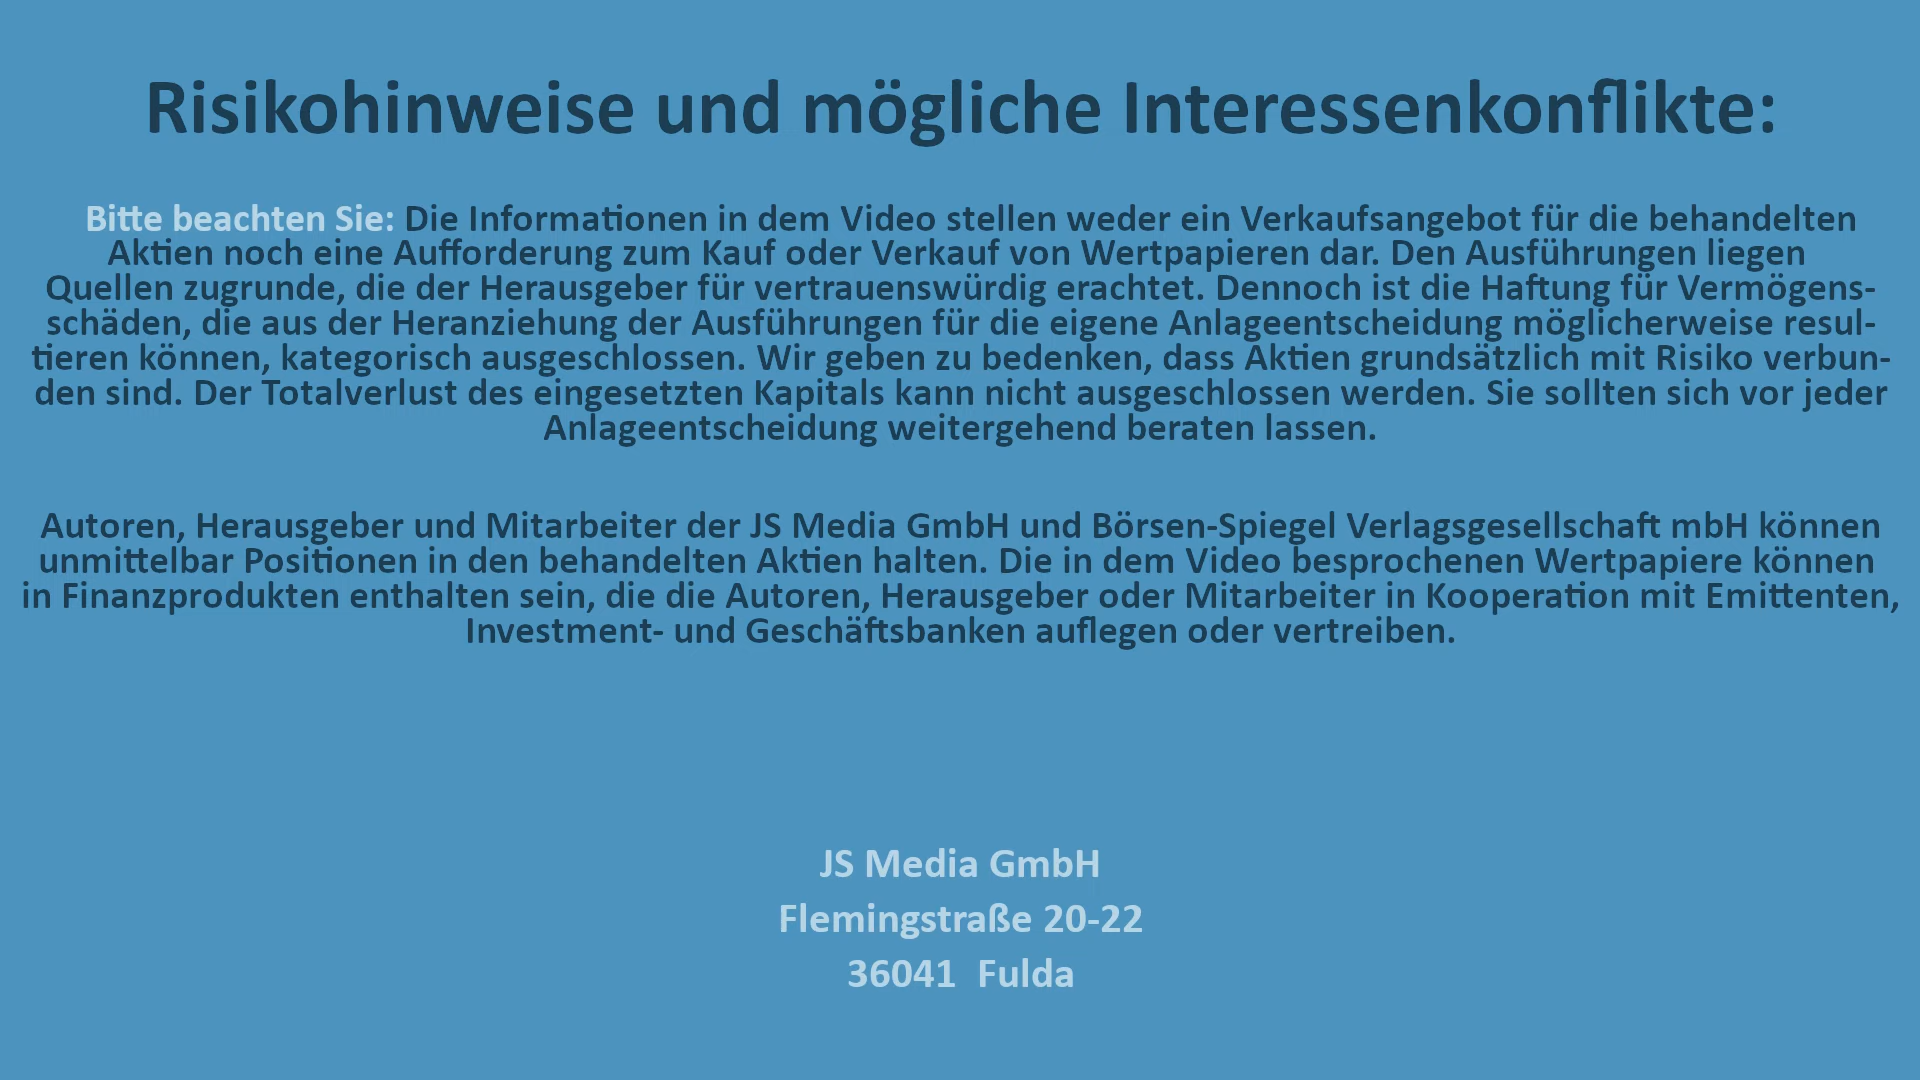 Risikohinweise und mögliche Interessenkonflikte:
Bitte beachten Sie: Die Informationen in dem Video stellen weder ein Verkaufsangebot für die behandelten
Aktien noch eine Aufforderung zum Kauf oder Verkauf von Wertpapieren dar. Den Ausführungen liegen
Quellen zugrunde, die der Herausgeber für vertrauenswürdig erachtet. Dennoch ist die Haftung für Vermögens-
schäden, die aus der Heranziehung der Ausführungen für die eigene Anlageentscheidung möglicherweise resul-
tieren können, kategorisch ausgeschlossen. Wir geben zu bedenken, dass Aktien grundsätzlich mit Risiko verbun-
den sind. Der Totalverlust des eingesetzten Kapitals kann nicht ausgeschlossen werden. Sie sollten sich vor jeder
Anlageentscheidung weitergehend beraten lassen.
Autoren, Herausgeber und Mitarbeiter der JS Media GmbH und Börsen-Spiegel Verlagsgesellschaft mbH können
unmittelbar Positionen in den behandelten Aktien halten. Die in dem Video besprochenen Wertpapiere können
in Finanzprodukten enthalten sein, die die Autoren, Herausgeber oder Mitarbeiter in Kooperation mit Emittenten,
Investment- und Geschäftsbanken auflegen oder vertreiben.
JS Media GmbH
Flemingstraße 20-22
36041  Fulda